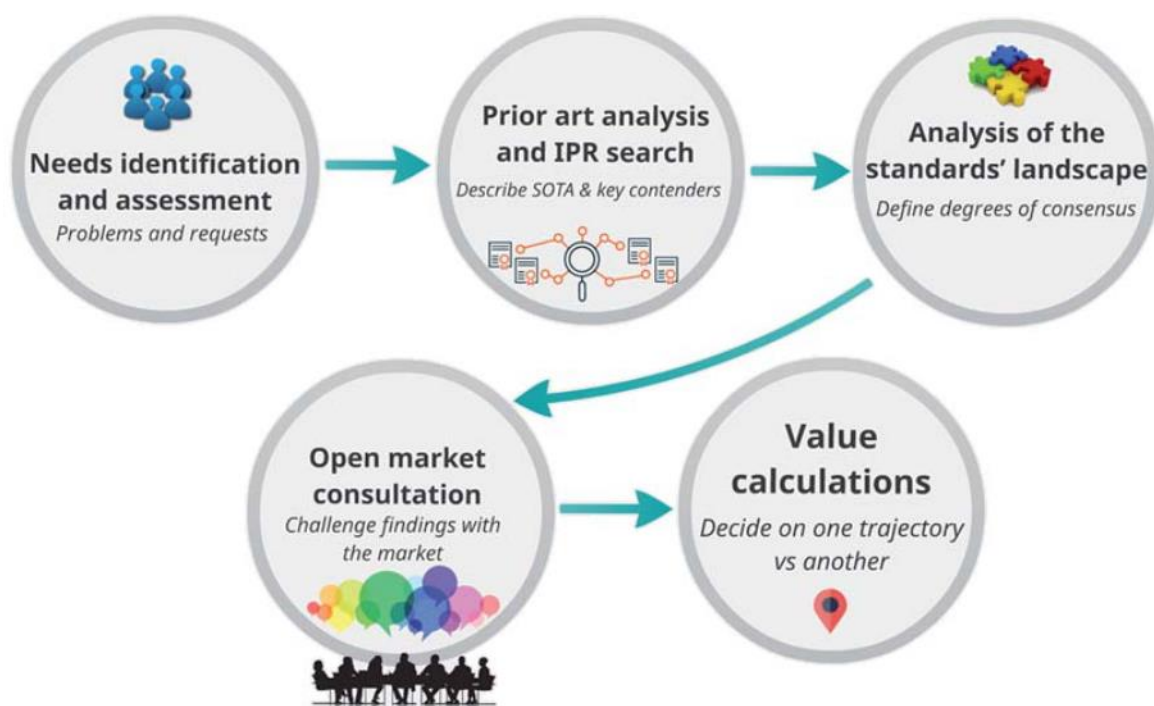 Needs identification
and assessment
Problems and requests
Prior art analysis
and IPR search
Describe SOTA & key contenders
Analysis of the
standards’ landscape
Define degrees of consensus
Open market
consultation
Challenge findings with
the market
Value
calculations
Decide on one trajectory
vs another